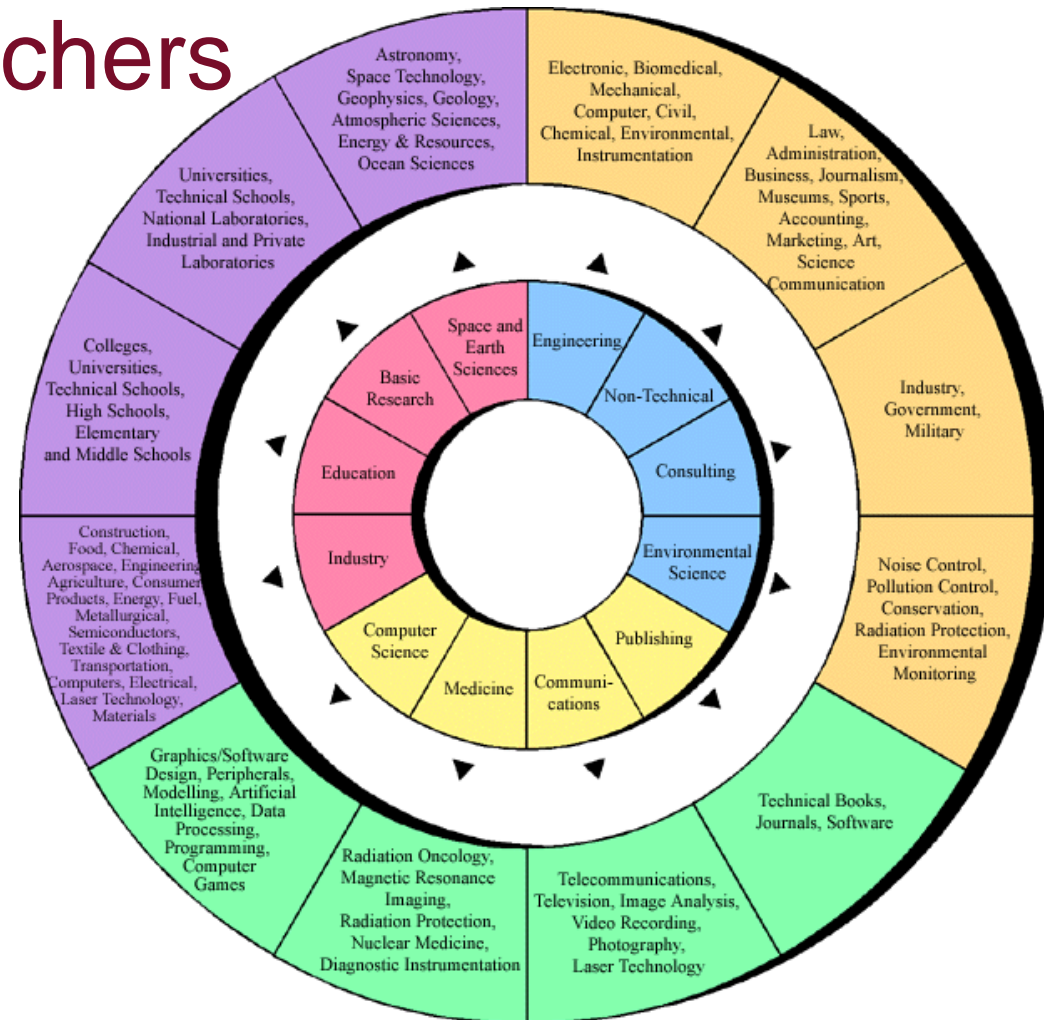 chers
Astronomy,
Space Technology,
Geophysics, Geology,
Atmospheric Sciences,
Energy & Resources,
Ocean Sciences
Electronic, Biomedical,
Mechanical,
Computer, Civil,
Chemical, Environmental,
Instrumentation
Law,
Administration,
Business, Journalism,
Museums, Sports,
Accounting,
Marketing, Art,
Science
Communication
Industry,
Government,
Military
Noise Control,
Pollution Control,
Conservation,
Radiation Protection,
Environmental
Monitoring
Technical Books,
Journals, Software
Telecommunications,
Television, Image Analysis,
Video Recording,
Photography,
Laser Technology
Radiation Oncology,
Magnetic Resonance
Imaging,
Radiation Protection,
Nuclear Medicine,
Diagnostic Instrumentation
Graphics/Software
Design, Peripherals,
Modelling, Artificial
Intelligence, Data
Processing,
Programming,
Computer
Games
Construction,
Food, Chemical,
Aerospace, Engineering
Agriculture, Consumer
Products, Energy, Fuel,
Metallurgical,
Semiconductors,
Textile & Clothing,
Transportation,
Computers, Electrical,
Laser Technology,
Materials
Colleges,
Universities,
Technical Schools,
High Schools,
Elementary
and Middle Schools
Universities,
Technical Schools,
National Laboratories,
Industrial and Private
Laboratories
Space and
Earth
Sciences
Engineering
Non-Technical
Consulting
Environmental
Science
Publishing
Communi-
cations
Medicine
Computer
Science
Industry
Education
Basic
Research